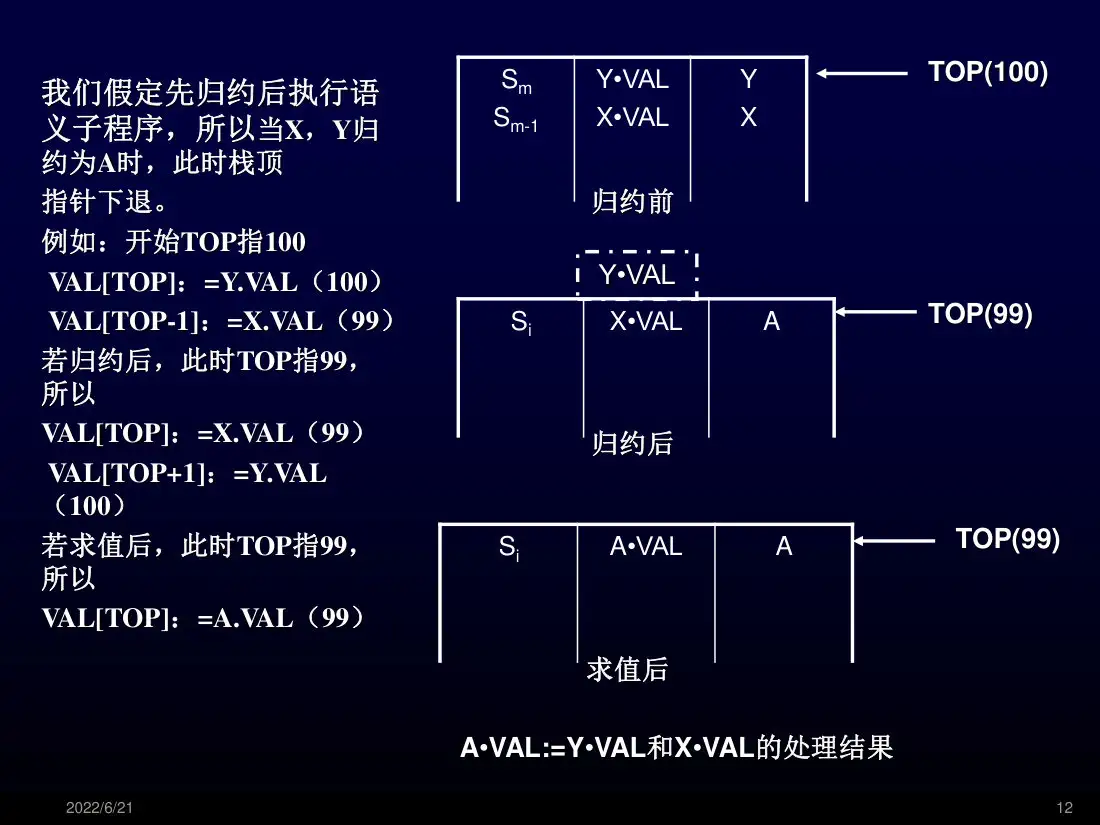 我们假定先归约后执行语
义子程序，所以当X，Y归
约为A时，此时栈顶
指针下退。
例如：开始TOP指100
VAL[TOP]：=Y.VAL（100）
VAL[TOP-1]：=X.VAL（99）
若归约后，此时TOP指99，
所以
VAL[TOP]：=X.VAL（99）
VAL[TOP+1]：=Y.VAL
（100）
若求值后，此时TOP指99，
所以
VAL[TOP]：=A.VAL（99）
Sm Y•VAL Y TOP(100)
Sm-1 X•VAL X
归约前
Y•VAL
Si X•VAL A TOP(99)
归约后
Si A•VAL A TOP(99)
求值后
A•VAL:=Y•VAL和X•VAL的处理结果
2022/6/21 12